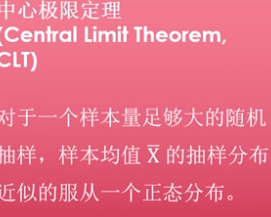 中心极限定理
(Central Limit Theorem,
CLT)
对于一个样本量足够大的随机
抽样，样本均值 X̄ 的抽样分布
近似的服从一个正态分布。